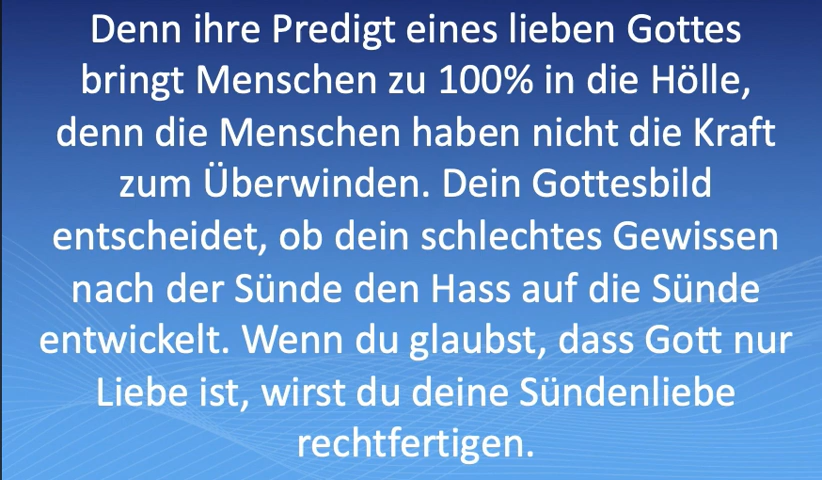 Denn ihre Predigt eines lieben Gottes
bringt Menschen zu 100% in die Hölle,
denn die Menschen haben nicht die Kraft
zum Überwinden. Dein Gottesbild
entscheidet, ob dein schlechtes Gewissen
nach der Sünde den Hass auf die Sünde
entwickelt. Wenn du glaubst, dass Gott nur
Liebe ist, wirst du deine Sündenliebe
rechtfertigen.